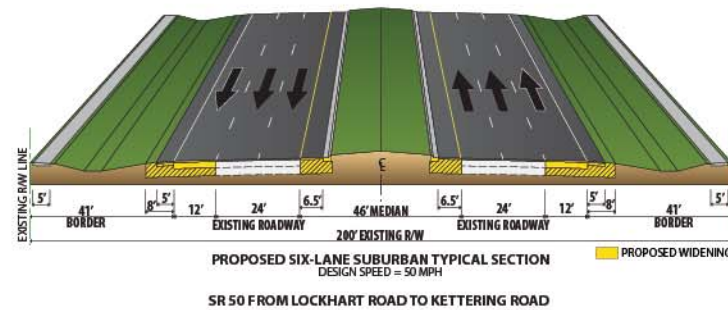 EXISTING R/W LINE
℄
5' 5' 6.5' 6.5' 5' 5'
41' 8' 12' 24' 46' MEDIAN 24' 12' 8' 41'
BORDER EXISTING ROADWAY EXISTING ROADWAY BORDER
200' EXISTING R/W
PROPOSED SIX-LANE SUBURBAN TYPICAL SECTION
PROPOSED WIDENING
DESIGN SPEED = 50 MPH
SR 50 FROM LOCKHART ROAD TO KETTERING ROAD